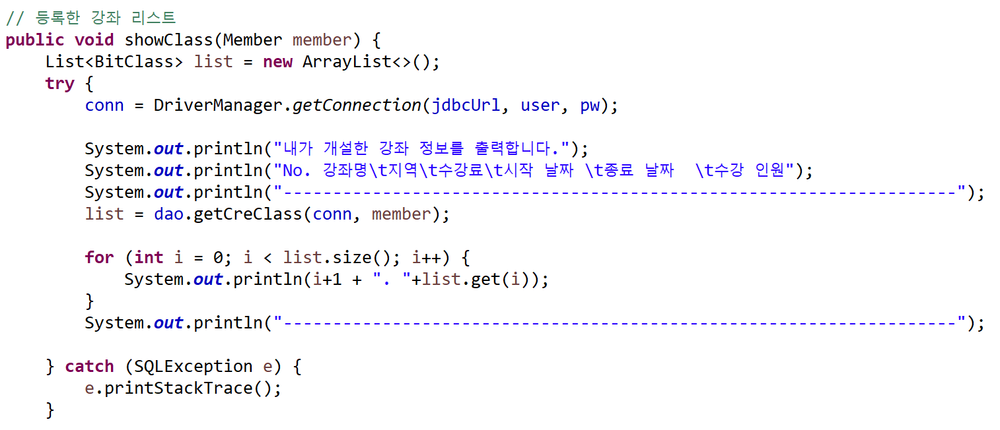 // 등록한 강좌 리스트
public void showClass(Member member) {
    List<BitClass> list = new ArrayList<>();
    try {
        conn = DriverManager.getConnection(jdbcUrl, user, pw);

        System.out.println("내가 개설한 강좌 정보를 출력합니다.");
        System.out.println("No. 강좌명\t지역\t수강료\t시작 날짜 \t종료 날짜  \t수강 인원");
        System.out.println("--------------------------------------------------------------------");
        list = dao.getCreClass(conn, member);

        for (int i = 0; i < list.size(); i++) {
            System.out.println(i+1 + ". "+list.get(i));
        }
        System.out.println("--------------------------------------------------------------------");

    } catch (SQLException e) {
        e.printStackTrace();
    }